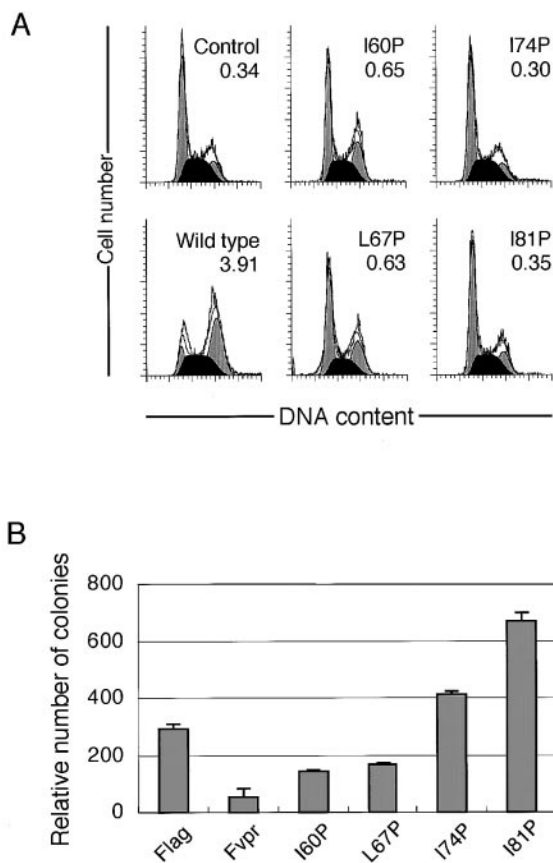 A
Control
0.34
I60P
0.65
I74P
0.30
Cell number
Wild type
3.91
L67P
0.63
I81P
0.35
DNA content
B
Relative number of colonies
800
600
400
200
0
Flag
Fvpr
I60P
L67P
I74P
I81P